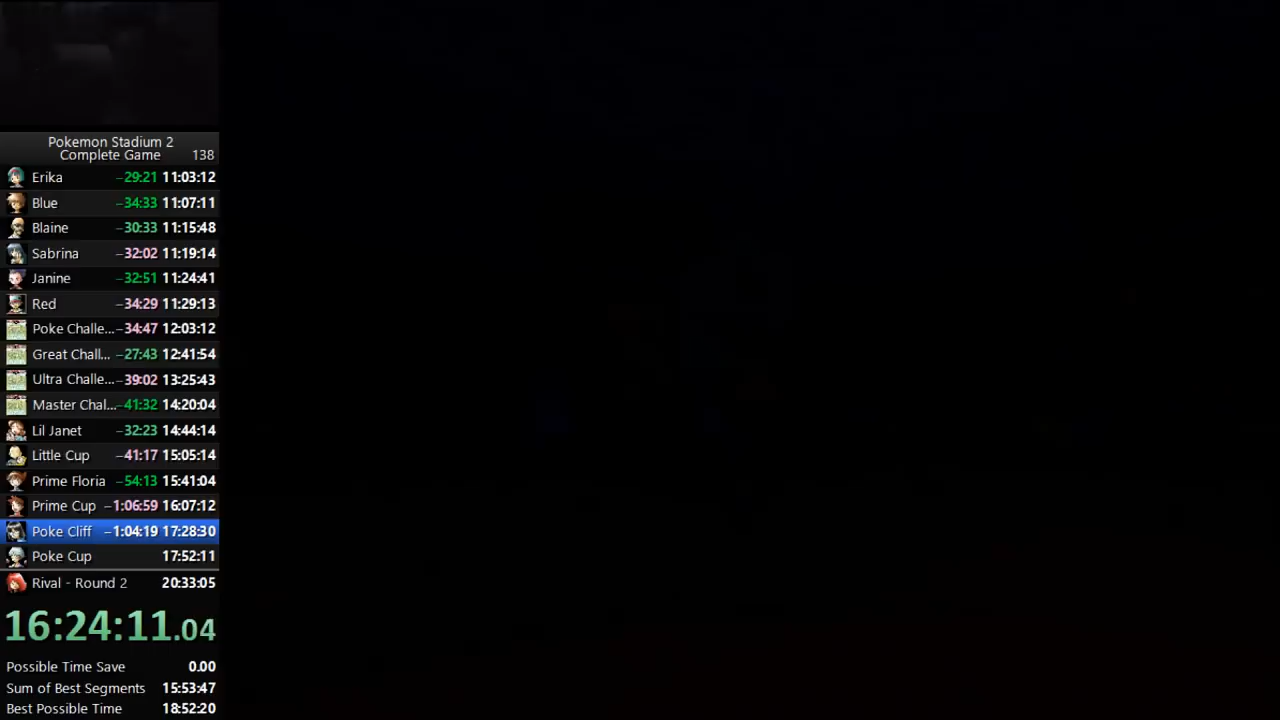 Pokemon Stadium 2
Complete Game 138
Erika −29:21 11:03:12
Blue −34:33 11:07:11
Blaine −30:33 11:15:48
Sabrina −32:02 11:19:14
Janine −32:51 11:24:41
Red −34:29 11:29:13
Poke Challe... −34:47 12:03:12
Great Chall... −27:43 12:41:54
Ultra Challe... −39:02 13:25:43
Master Chal... −41:32 14:20:04
Lil Janet −32:23 14:44:14
Little Cup −41:17 15:05:14
Prime Floria −54:13 15:41:04
Prime Cup −1:06:59 16:07:12
Poke Cliff −1:04:19 17:28:30
Poke Cup 17:52:11
Rival - Round 2 20:33:05
16:24:11.04
Possible Time Save 0.00
Sum of Best Segments 15:53:47
Best Possible Time 18:52:20